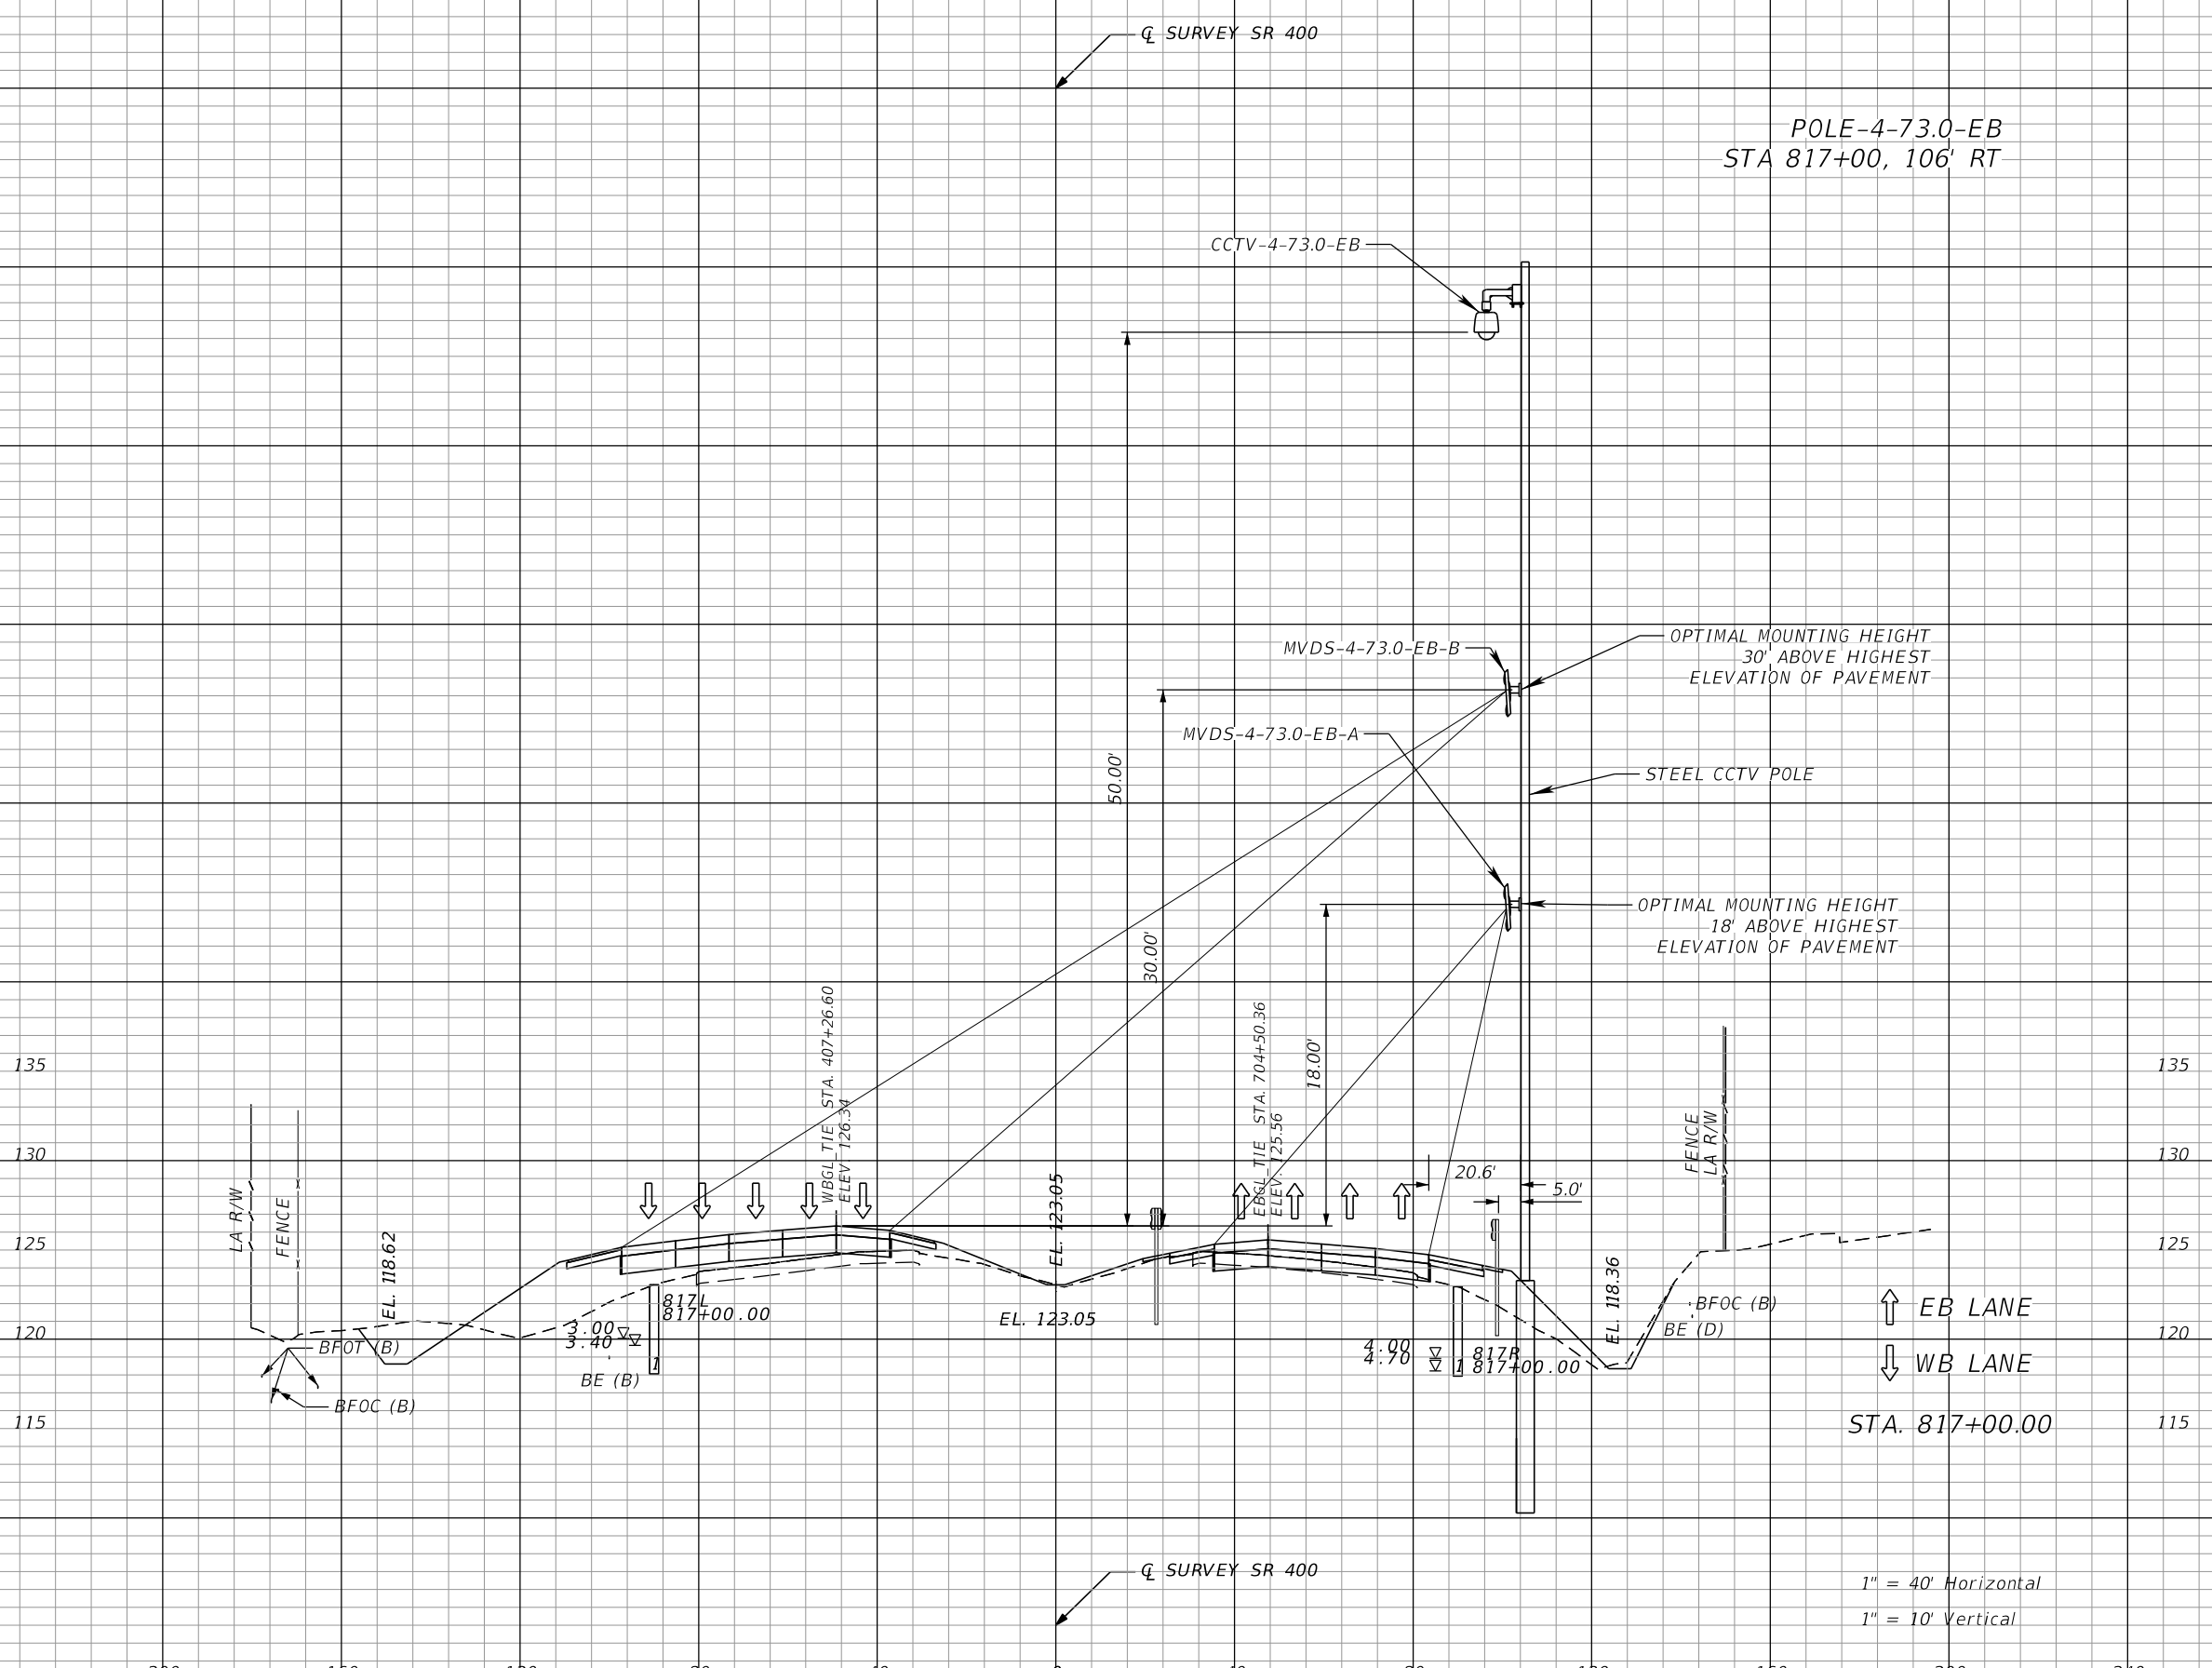 ℄ SURVEY SR 400
POLE-4-73.0-EB
STA 817+00, 106' RT
CCTV-4-73.0-EB
OPTIMAL MOUNTING HEIGHT
30' ABOVE HIGHEST
ELEVATION OF PAVEMENT
MVDS-4-73.0-EB-B
MVDS-4-73.0-EB-A
STEEL CCTV POLE
50.00'
30.00'
18.00'
OPTIMAL MOUNTING HEIGHT
18' ABOVE HIGHEST
ELEVATION OF PAVEMENT
135
135
130
130
125
125
120
120
115
115
LA R/W
FENCE
EL. 118.62
WBGL TIE STA. 407+26.60
ELEV. 126.34
EL. 123.05
EL. 123.05
EBGL TIE STA. 704+50.36
ELEV. 125.56
20.6'
5.0'
FENCE
LA R/W
EL. 118.36
817L
817+00.00
3.00
3.40
1
BE (B)
BFOT (B)
BFOC (B)
4.00
4.70
1
817R
817+00.00
BFOC (B)
BE (D)
EB LANE
WB LANE
STA. 817+00.00
℄ SURVEY SR 400
1" = 40' Horizontal
1" = 10' Vertical